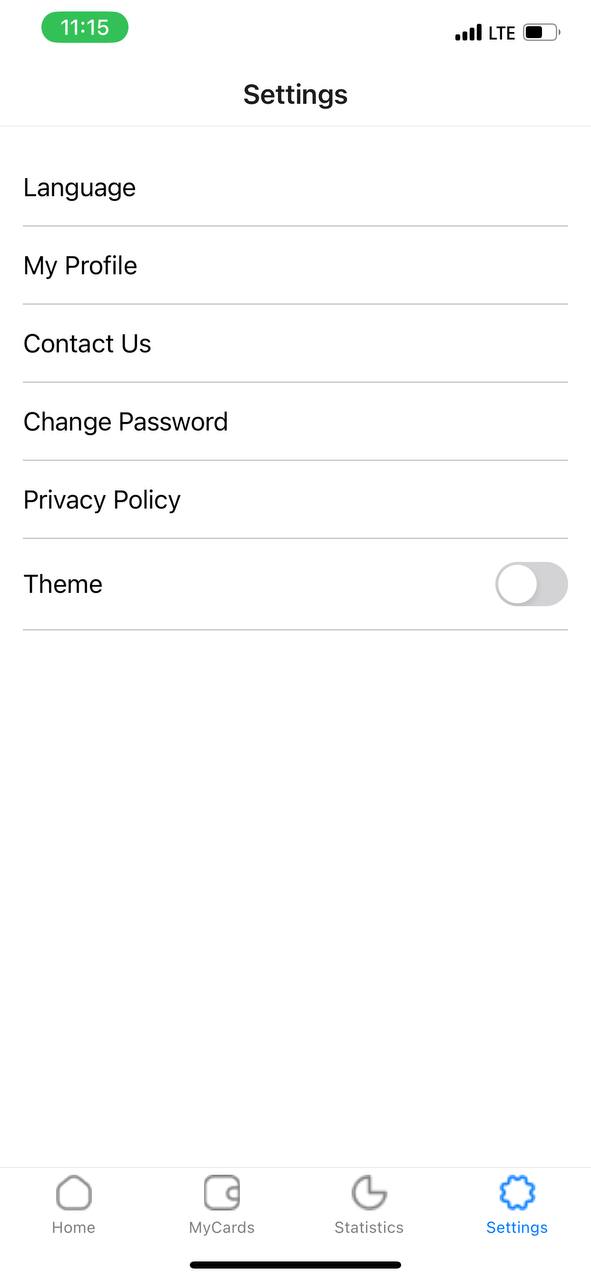 11:15
LTE
Settings
Language
My Profile
Contact Us
Change Password
Privacy Policy
Theme
Home
MyCards
Statistics
Settings